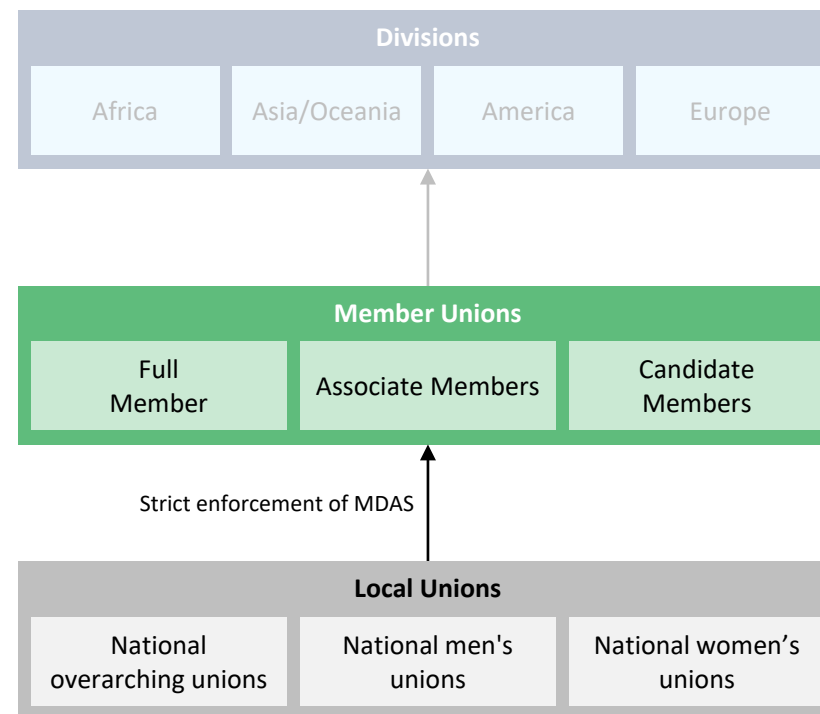 Divisions
Africa
Asia/Oceania
America
Europe
Member Unions
Full
Member
Associate Members
Candidate
Members
Strict enforcement of MDAS
Local Unions
National
overarching unions
National men's
unions
National women’s
unions